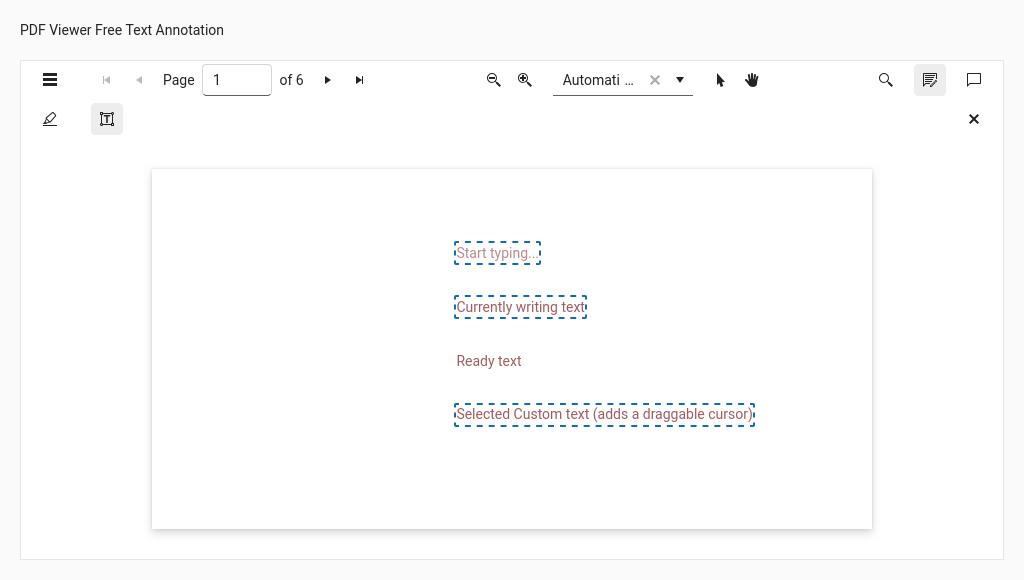 PDF Viewer Free Text Annotation
Page 1 of 6 Automati ...
Start typing...
Currently writing text
Ready text
Selected Custom text (adds a draggable cursor)